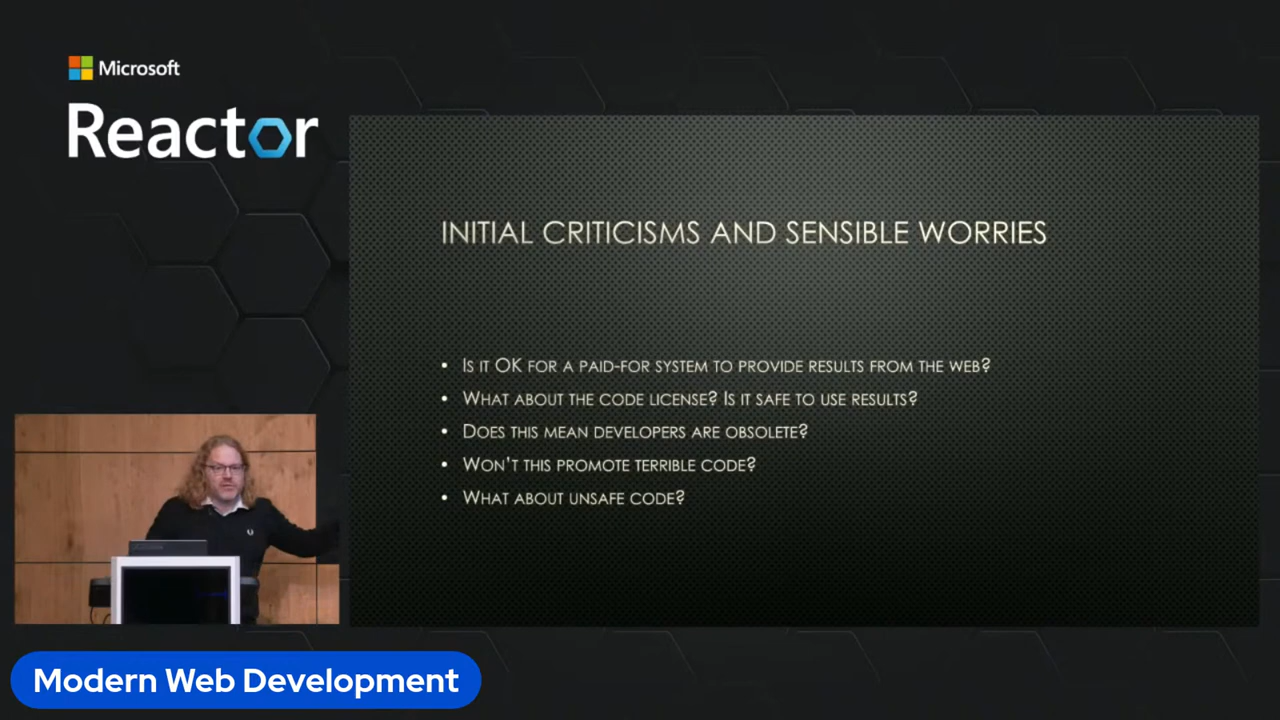 Microsoft
Reactor
INITIAL CRITICISMS AND SENSIBLE WORRIES
• IS IT OK FOR A PAID-FOR SYSTEM TO PROVIDE RESULTS FROM THE WEB?
• WHAT ABOUT THE CODE LICENSE? IS IT SAFE TO USE RESULTS?
• DOES THIS MEAN DEVELOPERS ARE OBSOLETE?
• WON'T THIS PROMOTE TERRIBLE CODE?
• WHAT ABOUT UNSAFE CODE?
Modern Web Development